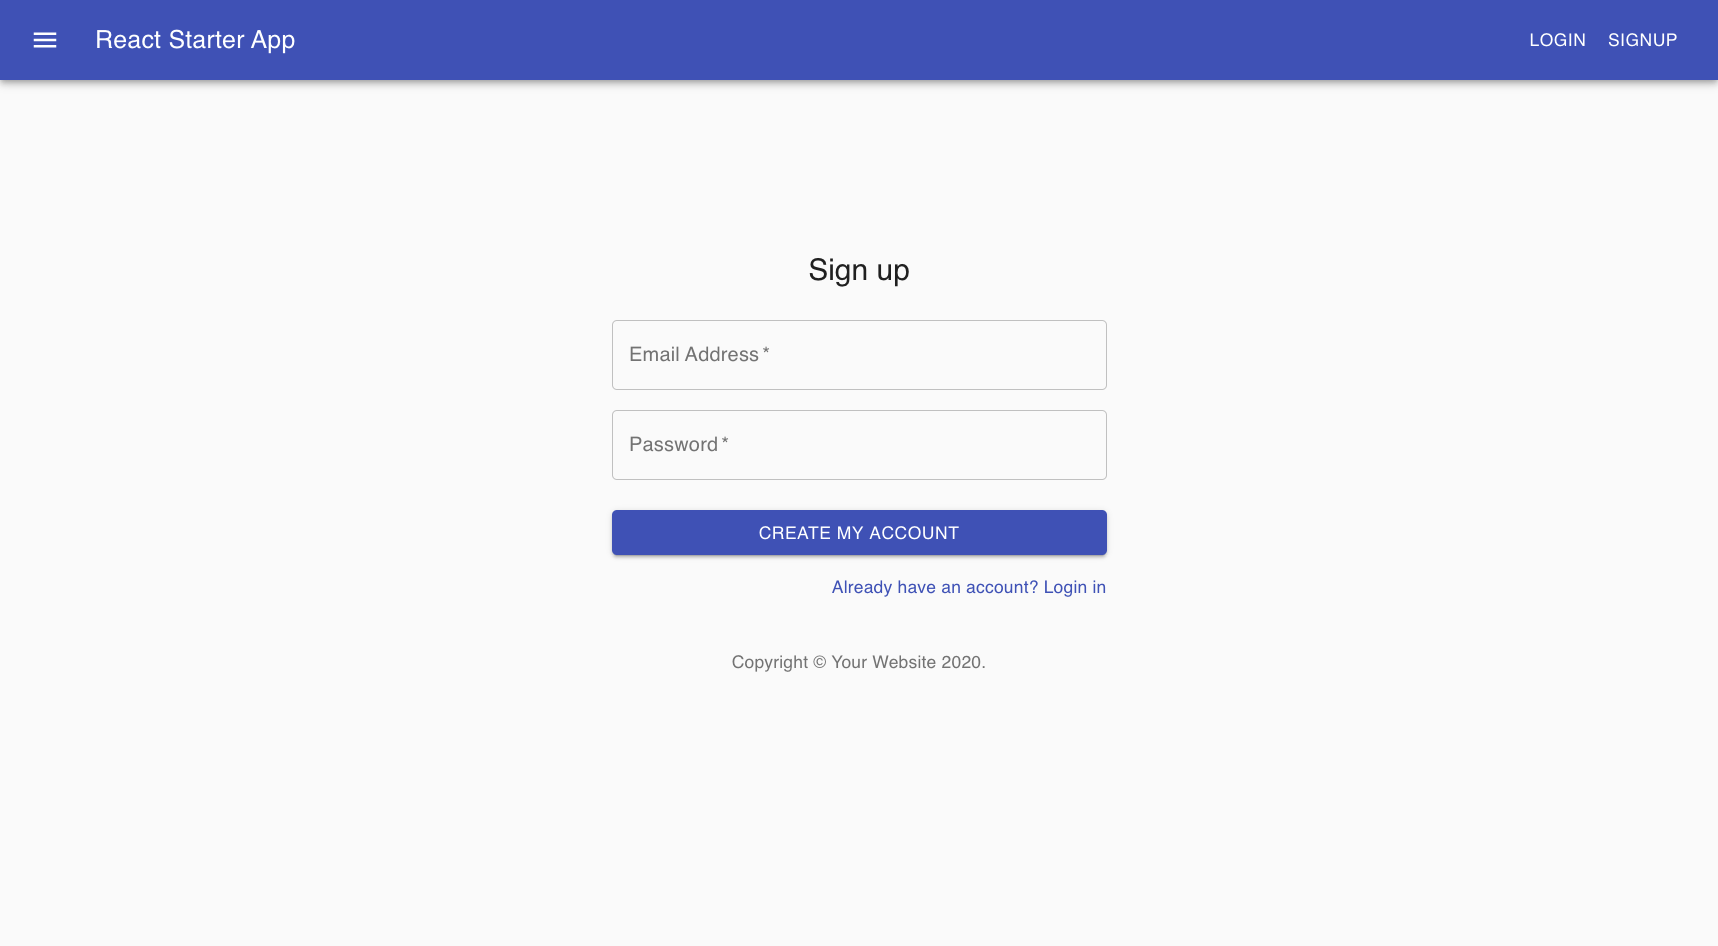 React Starter App
LOGIN SIGNUP
Sign up
Email Address *
Password *
CREATE MY ACCOUNT
Already have an account? Login in
Copyright © Your Website 2020.